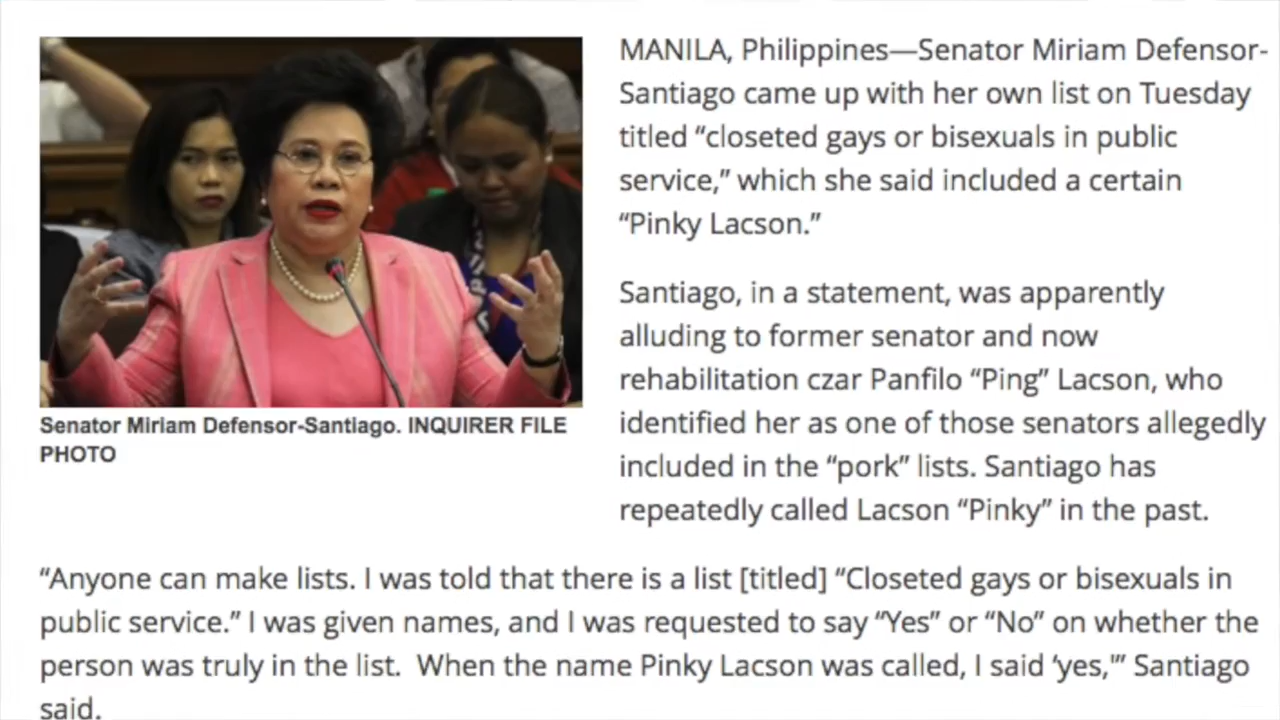 MANILA, Philippines—Senator Miriam Defensor-
Santiago came up with her own list on Tuesday
titled “closeted gays or bisexuals in public
service,” which she said included a certain
“Pinky Lacson.”
Santiago, in a statement, was apparently
alluding to former senator and now
rehabilitation czar Panfilo “Ping” Lacson, who
identified her as one of those senators allegedly
included in the “pork” lists. Santiago has
repeatedly called Lacson “Pinky” in the past.
Senator Miriam Defensor-Santiago. INQUIRER FILE
PHOTO
“Anyone can make lists. I was told that there is a list [titled] “Closeted gays or bisexuals in
public service.” I was given names, and I was requested to say “Yes” or “No” on whether the
person was truly in the list.  When the name Pinky Lacson was called, I said ‘yes,’” Santiago
said.